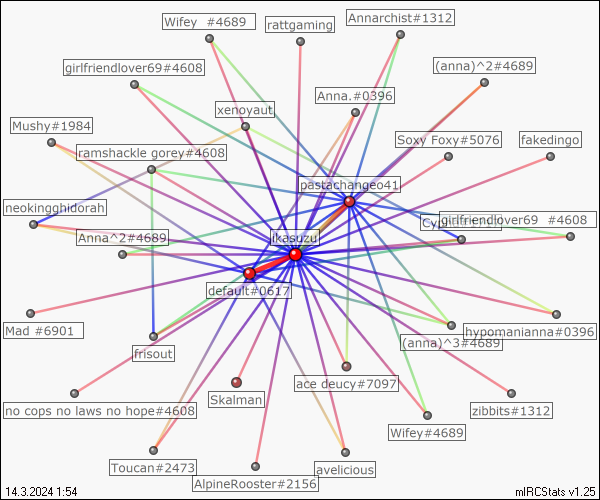 Wifey  #4689
rattgaming
Annarchist#1312
girlfriendlover69#4608
(anna)^2#4689
xenoyaut
Anna.#0396
Mushy#1984
ramshackle gorey#4608
Soxy Foxy#5076
fakedingo
pastachange041
neokingghidorah
girlfriendlover69  #4608
Anna^2#4689
ikasuzu
default#0617
Mad #6901
frisout
(anna)^3#4689
hypomanianna#0396
ace deucy#7097
Skalman
no cops no laws no hope#4608
zibbits#1312
Wifey#4689
Toucan#2473
AlpineRooster#2156
avelicious
14.3.2024 1:54
mIRCStats v1.25